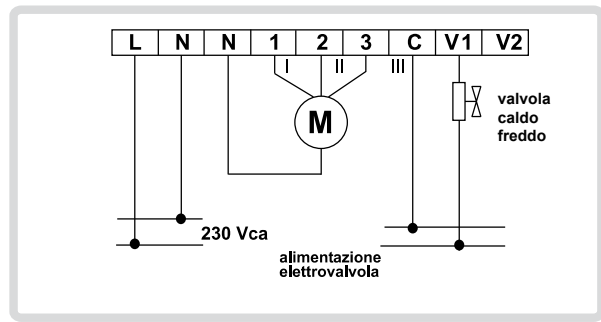 L N N 1 2 3 C V1 V2
I II III
M
valvola
caldo
freddo
230 Vca
alimentazione
elettrovalvola